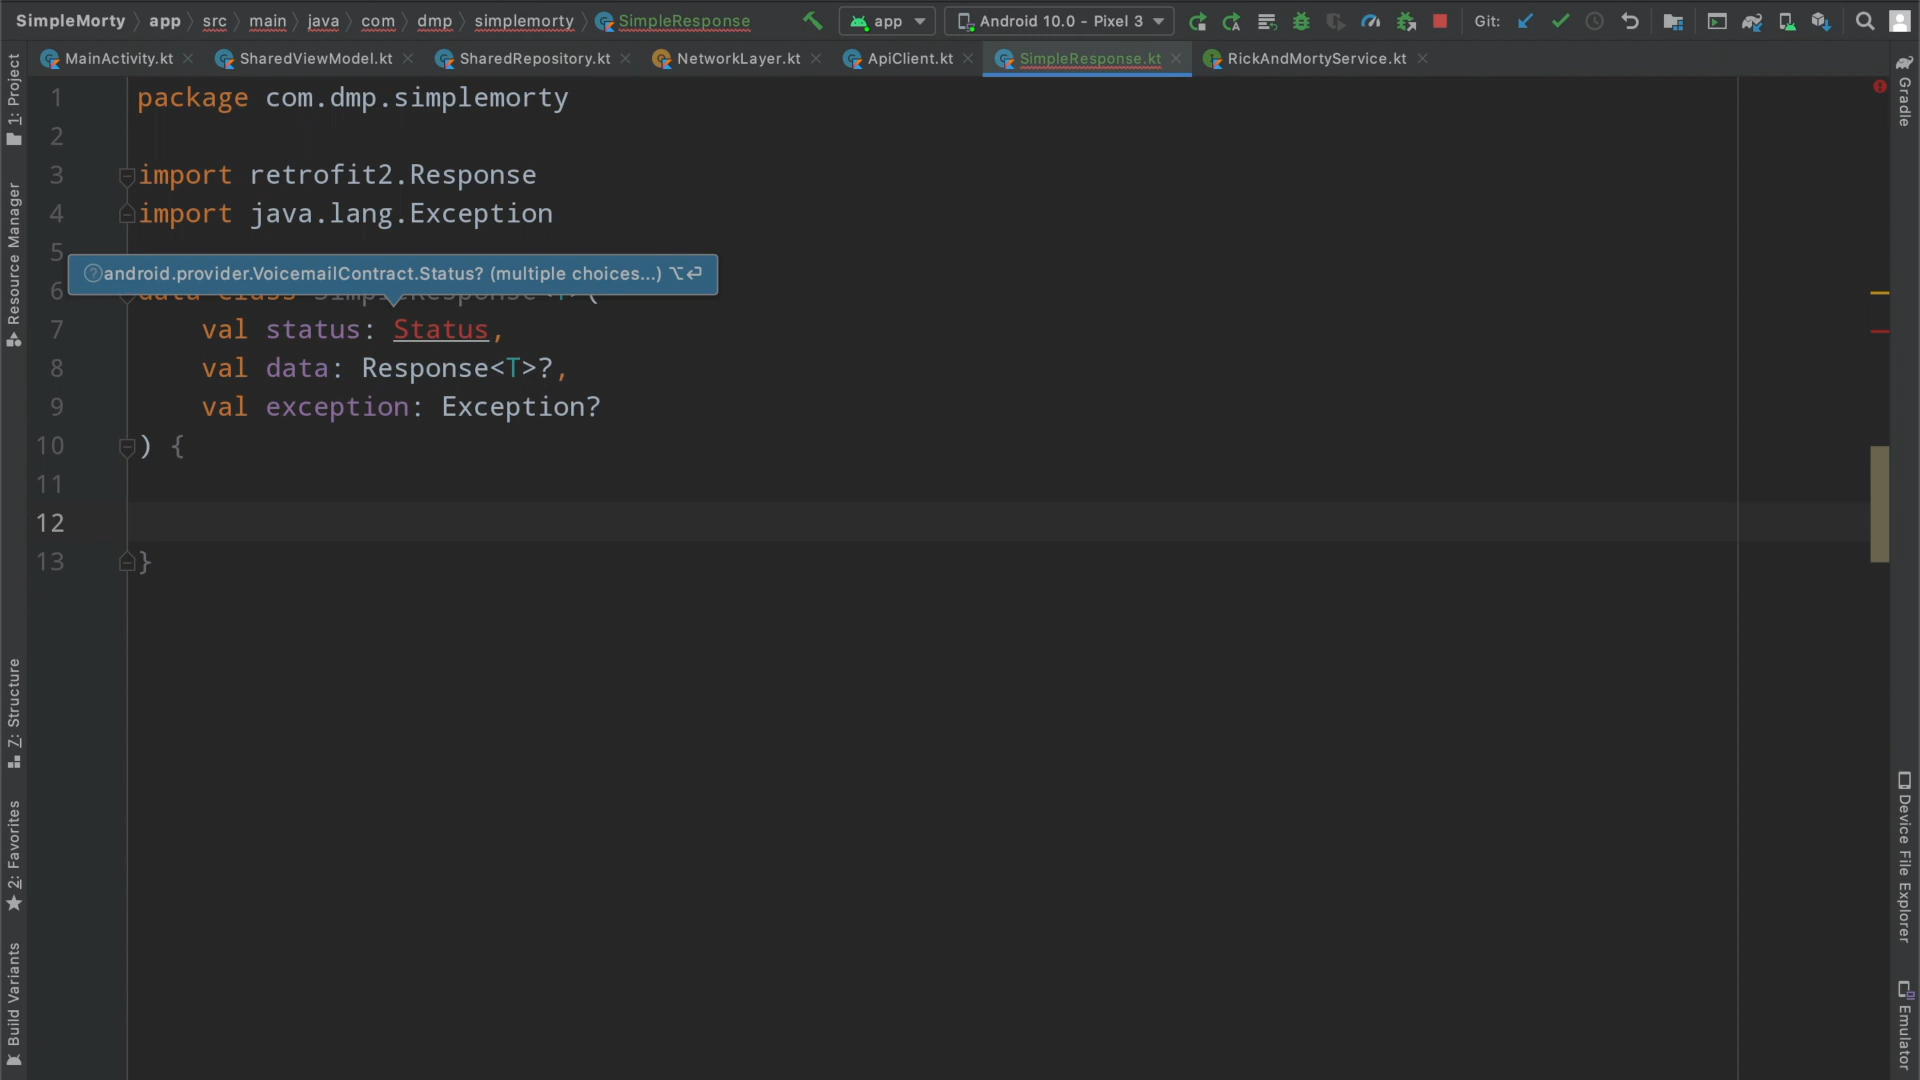 SimpleMorty app src main java com dmp simplemorty SimpleResponse app Android 10.0 - Pixel 3 Git:
MainActivity.kt SharedViewModel.kt SharedRepository.kt NetworkLayer.kt ApiClient.kt SimpleResponse.kt RickAndMortyService.kt
1: Project
Resource Manager
Z: Structure
2: Favorites
Build Variants
1 package com.dmp.simplemorty
2
3 import retrofit2.Response
4 import java.lang.Exception
5
android.provider.VoicemailContract.Status? (multiple choices...) ⌥⏎
6 data class SimpleResponse<T>(
7 val status: Status,
8 val data: Response<T>?,
9 val exception: Exception?
10 ) {
11
12
13 }
Gradle
Device File Explorer
Emulator